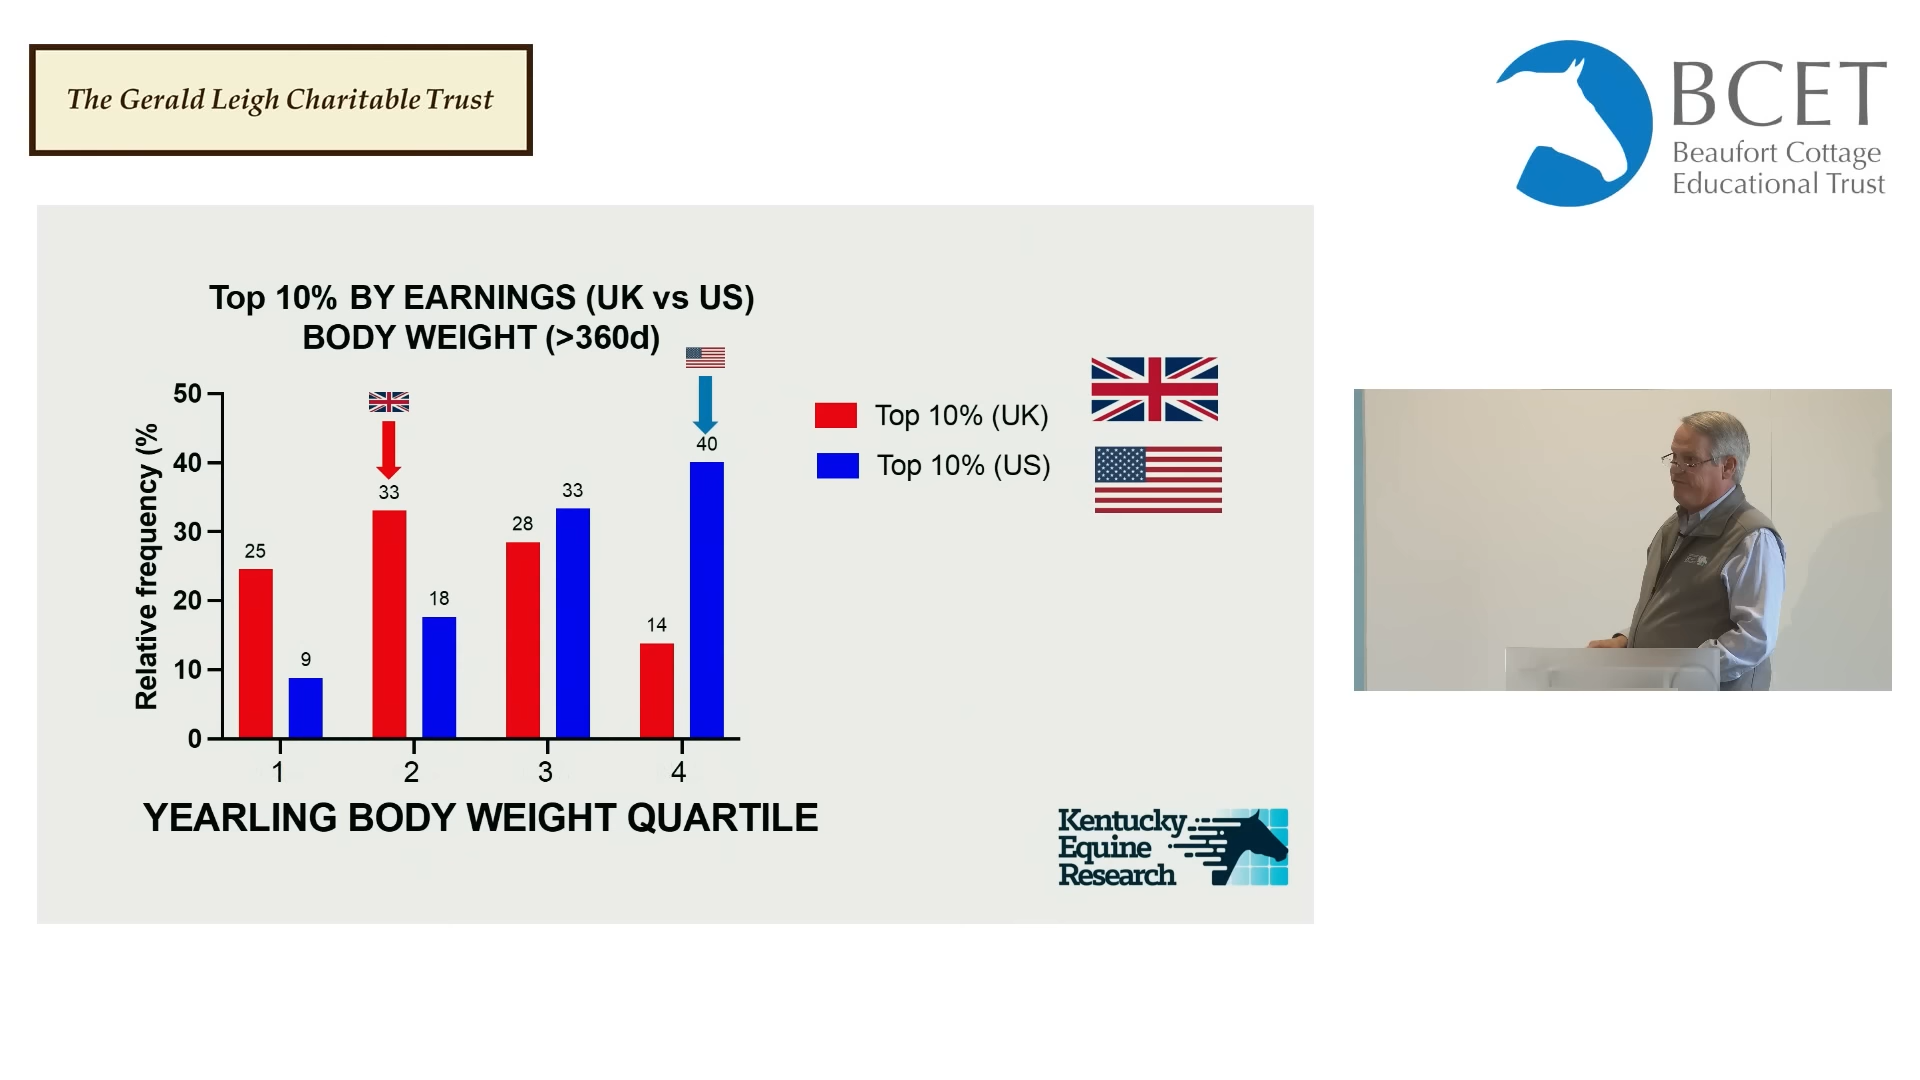 The Gerald Leigh Charitable Trust
BCET
Beaufort Cottage
Educational Trust
Top 10% BY EARNINGS (UK vs US)
BODY WEIGHT (>360d)
Relative frequency (%
50
40
30
20
10
0
25
9
33
18
28
33
14
40
1
2
3
4
YEARLING BODY WEIGHT QUARTILE
Top 10% (UK)
Top 10% (US)
Kentucky
Equine
Research